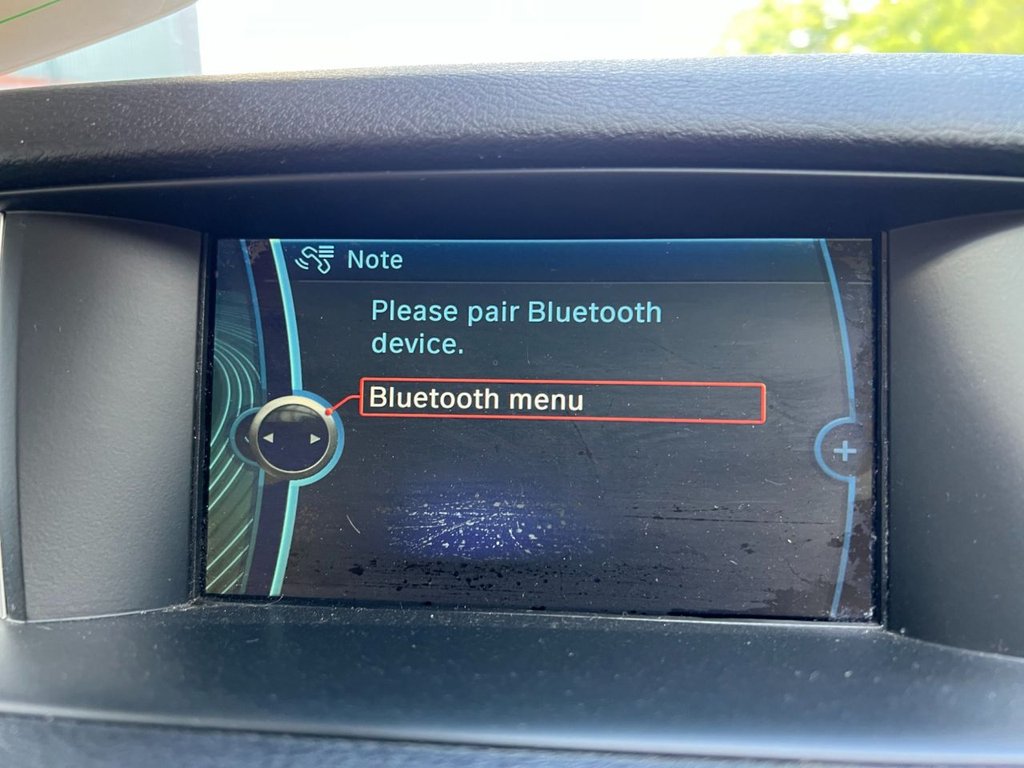 Note
Please pair Bluetooth
device.
Bluetooth menu